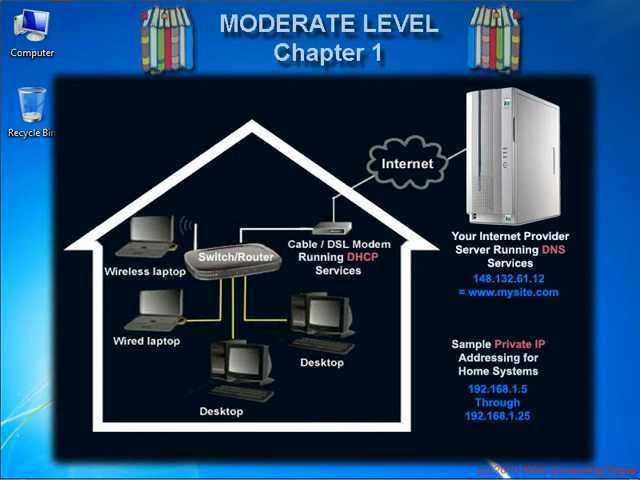 MODERATE LEVEL
Chapter 1
Computer
Recycle Bin
Internet
Switch/Router
Cable / DSL Modem
Running DHCP
Services
Wireless laptop
Wired laptop
Desktop
Desktop
Your Internet Provider
Server Running DNS
Services
148.132.61.12
= www.mysite.com
Sample Private IP
Addressing for
Home Systems
192.168.1.5
Through
192.168.1.25
Consulting Group